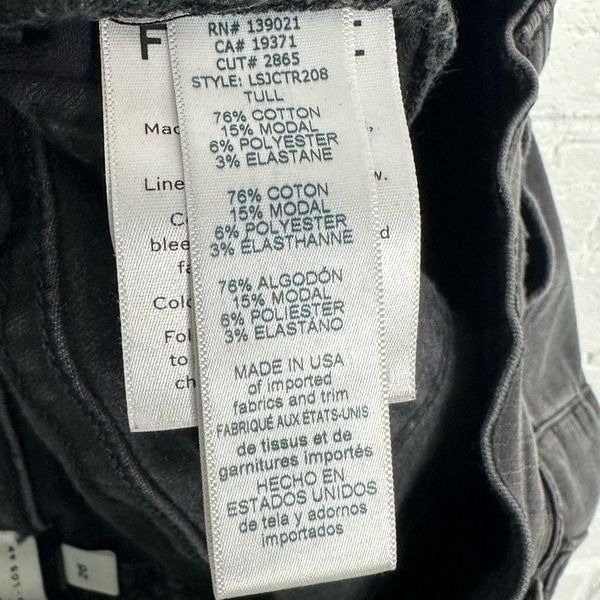 RN# 139021
CA# 19371
CUT# 2865
STYLE: LSJCTR208
TULL
76% COTTON
15% MODAL
6% POLYESTER
3% ELASTANE
76% COTON
15% MODAL
6% POLYESTER
3% ÉLASTHANNE
76% ALGODÓN
15% MODAL
6% POLIÉSTER
3% ELASTANO
MADE IN USA
of imported
fabrics and trim
FABRIQUÉ AUX ÉTATS-UNIS
de tissus et de
garnitures importés
HECHO EN
ESTADOS UNIDOS
de tela y adornos
importados
26